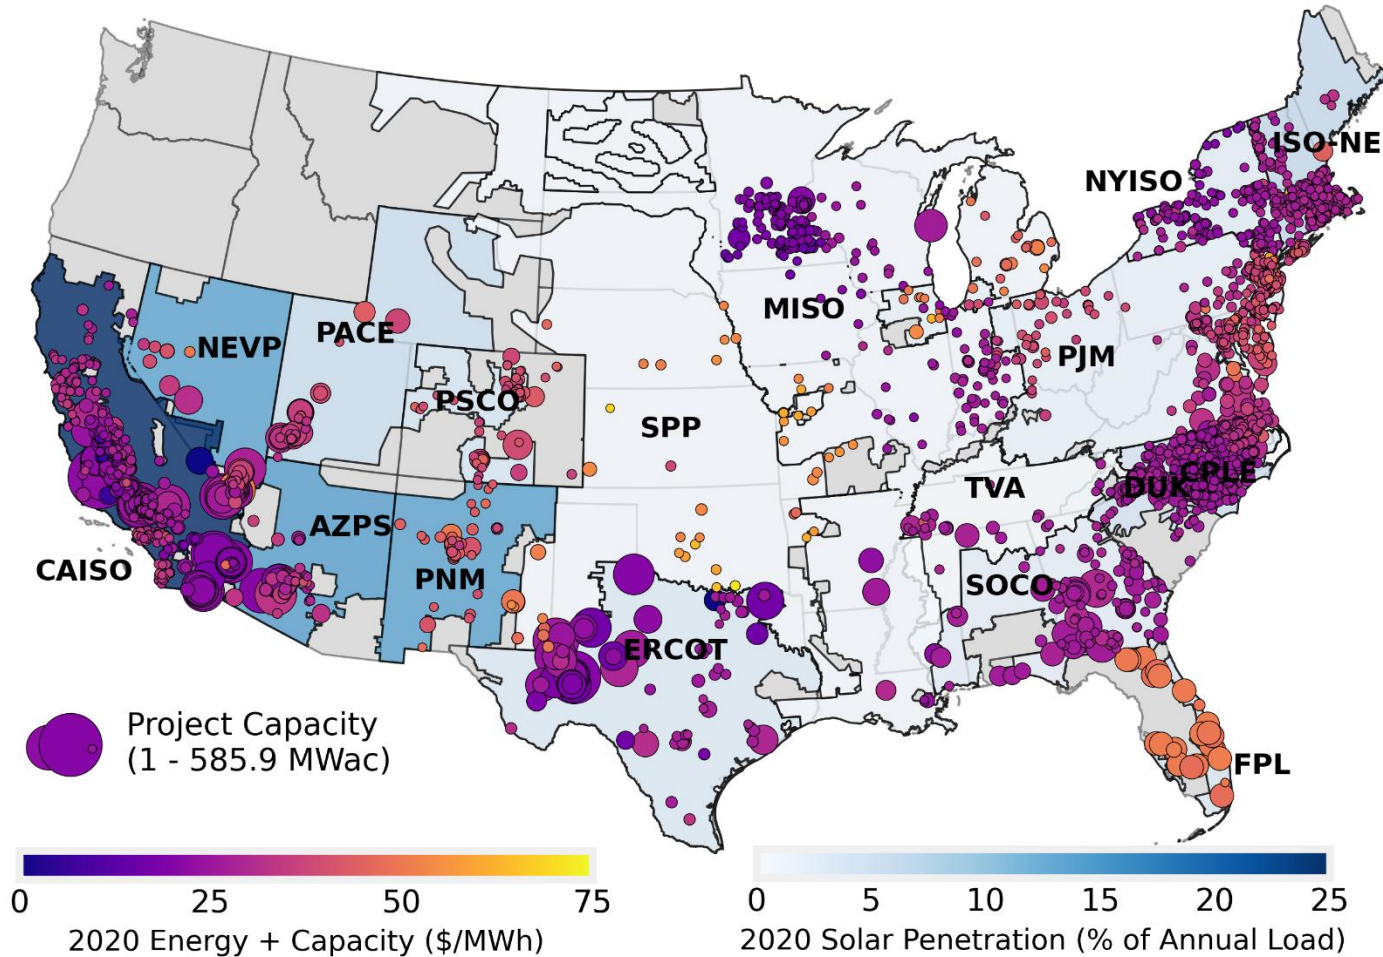 ISO-NE
NYISO
MISO
NEVP
PACE
PJM
PSCO
SPP
CPLE
DUK
TVA
AZPS
CAISO
PNM
SOCO
ERCOT
FPL
Project Capacity
(1 - 585.9 MWac)
0 25 50 75
2020 Energy + Capacity ($/MWh)
0 5 10 15 20 25
2020 Solar Penetration (% of Annual Load)